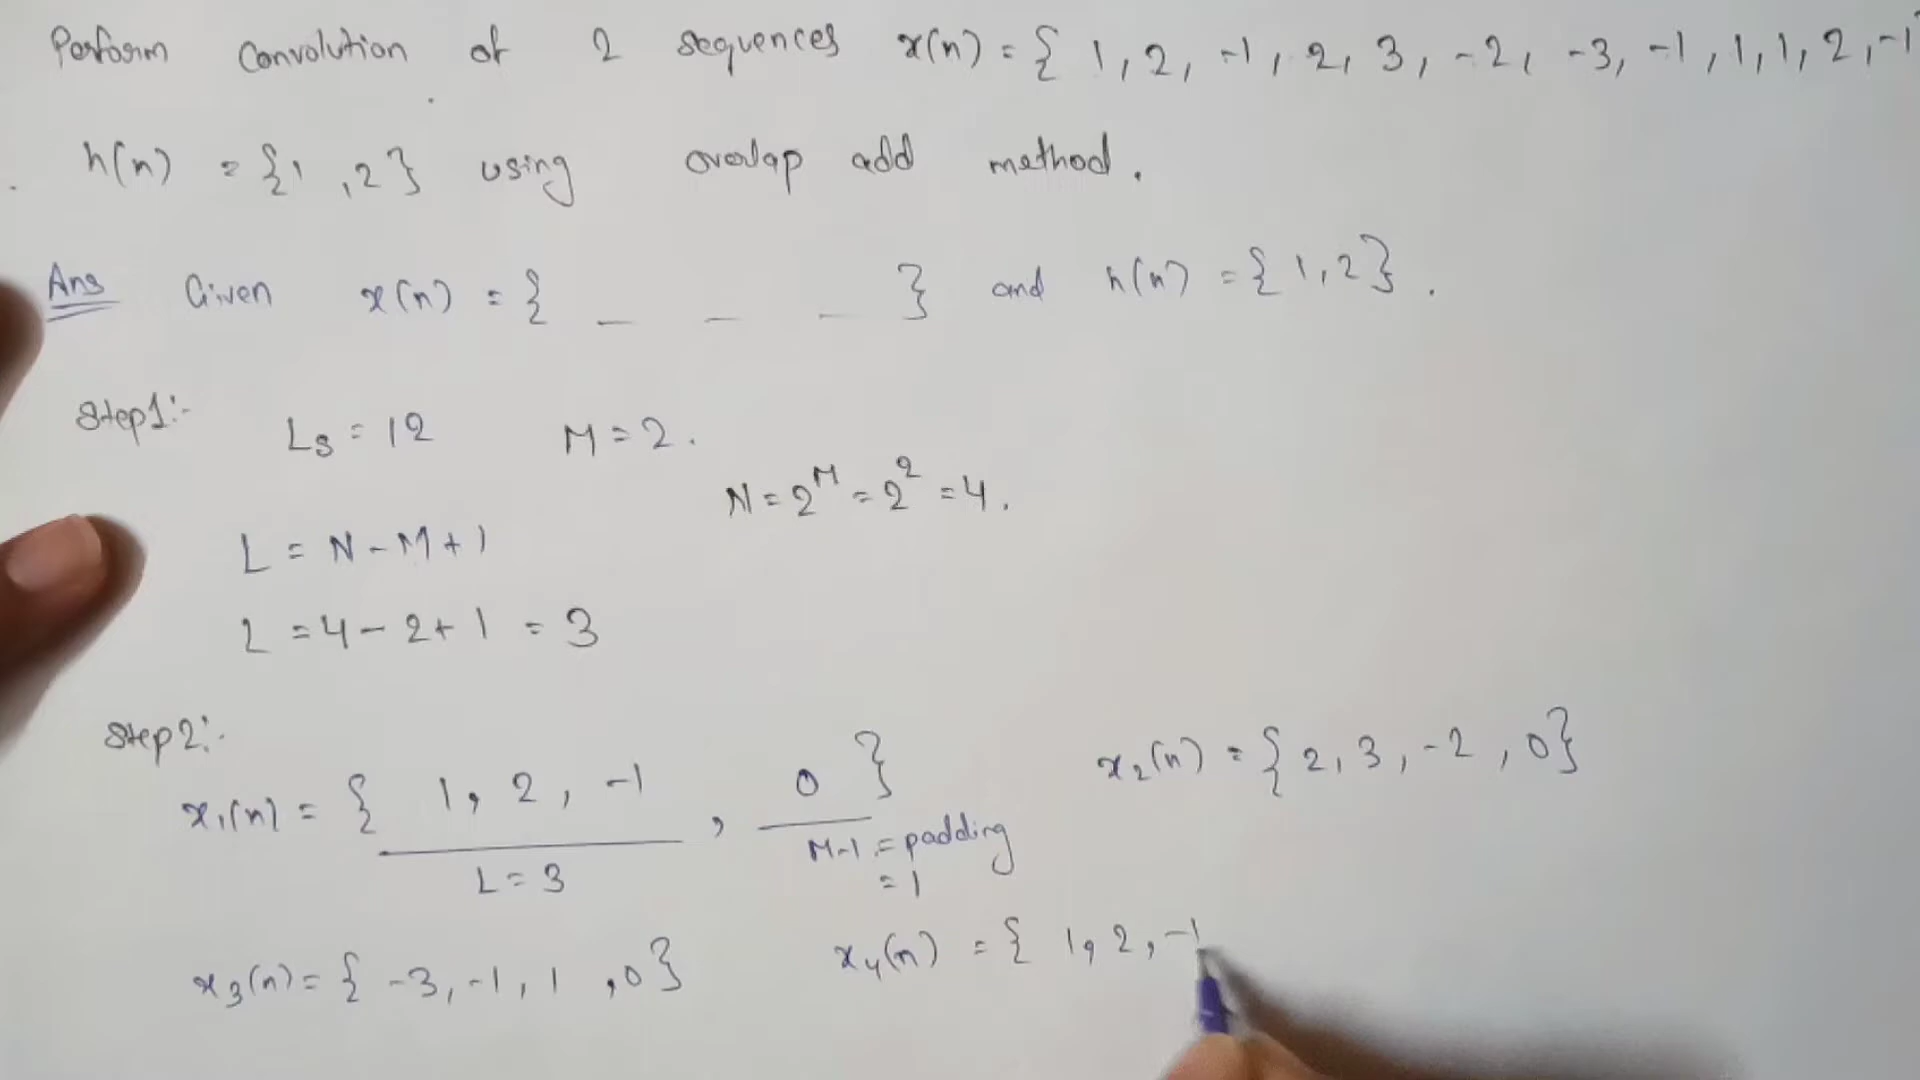 Perform convolution of 2 sequences x(n) = { 1, 2, -1, 2, 3, -2, -3, -1, 1, 1, 2, -1
h(n) = {1, 2} using overlap add method.
Ans Given x(n) = { _ _ _ } and h(n) = {1, 2}.
Step1:-
Ls = 12 M = 2.
N = 2^M = 2^2 = 4.
L = N - M + 1
L = 4 - 2 + 1 = 3
Step2:-
x1(n) = { 1, 2, -1, 0 } x2(n) = { 2, 3, -2, 0 }
L = 3 M-1 = padding
= 1
x3(n) = { -3, -1, 1, 0 } x4(n) = { 1, 2, -1